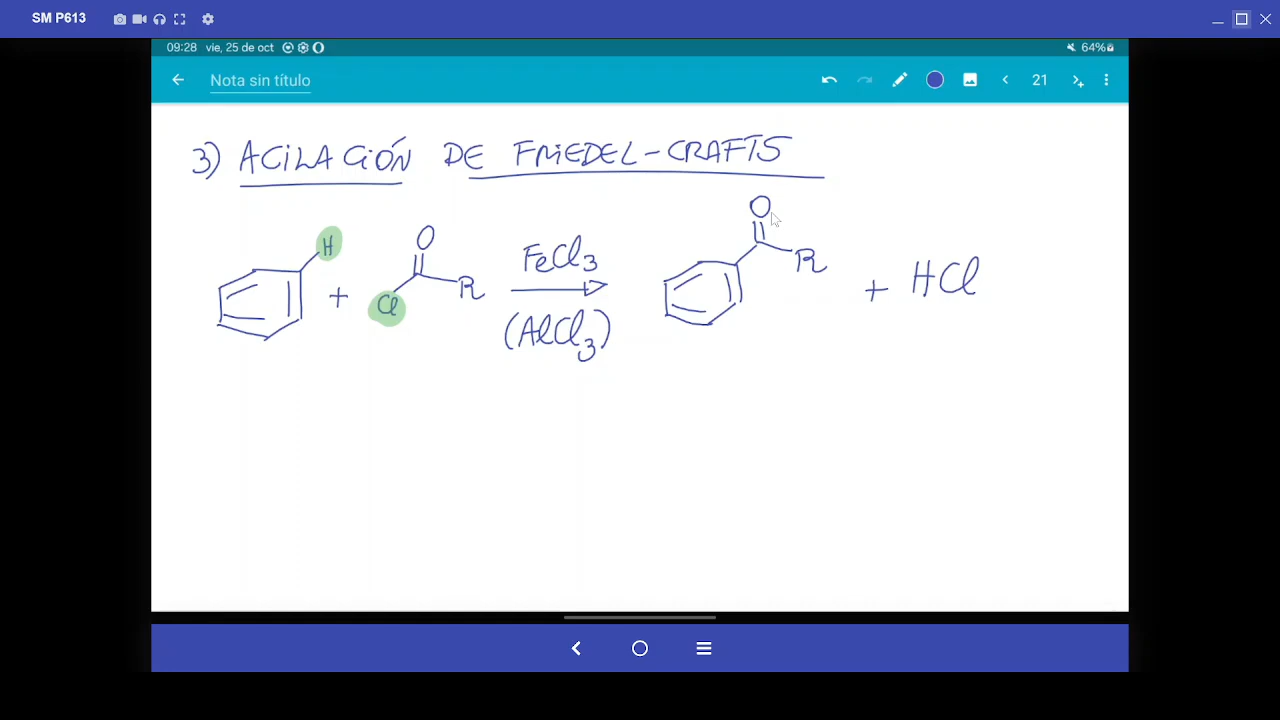 SM P613
09:28 vie, 25 de oct 64%
Nota sin título 21
3) ACILACIÓN DE FRIEDEL-CRAFTS
H O O
Cl R FeCl3 R
+ + HCl
(AlCl3)